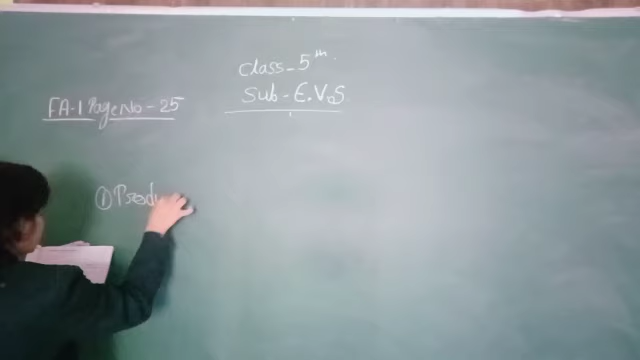 Class - 5th.
Sub - E.V.S
FA-1 Page No - 25
① Produ